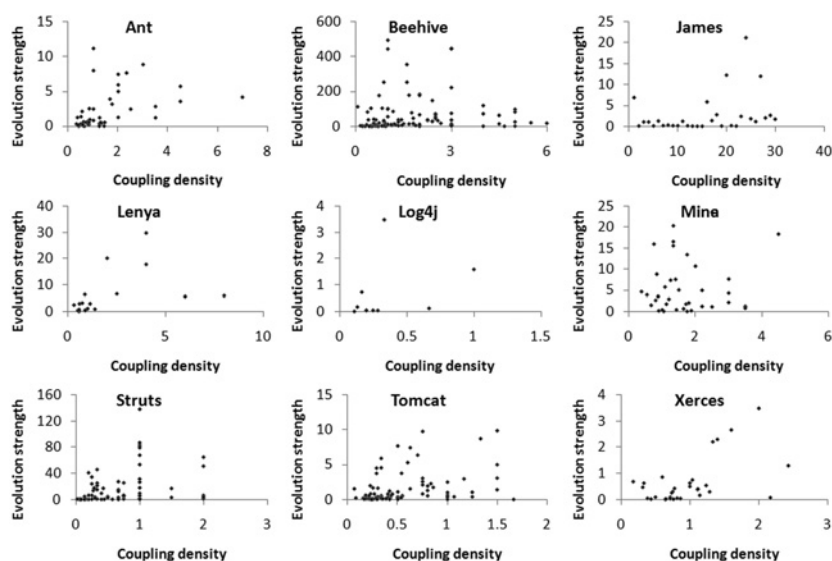 Ant
Evolution strength
15
10
5
0
0 2 4 6 8
Coupling density
Beehive
Evolution strength
600
400
200
0
0 3 6
Coupling density
James
Evolution strength
30
20
10
0
0 10 20 30 40
Coupling density
Lenya
Evolution strength
40
30
20
10
0
0 5 10
Coupling density
Log4j
Evolution strength
4
3
2
1
0
0 0.5 1 1.5
Coupling density
Mina
Evolution strength
25
20
15
10
5
0
0 2 4 6
Coupling density
Struts
Evolution strength
160
120
80
40
0
0 1 2 3
Coupling density
Tomcat
Evolution strength
15
10
5
0
0 0.5 1 1.5 2
Coupling density
Xerces
Evolution strength
4
3
2
1
0
0 1 2 3
Coupling density